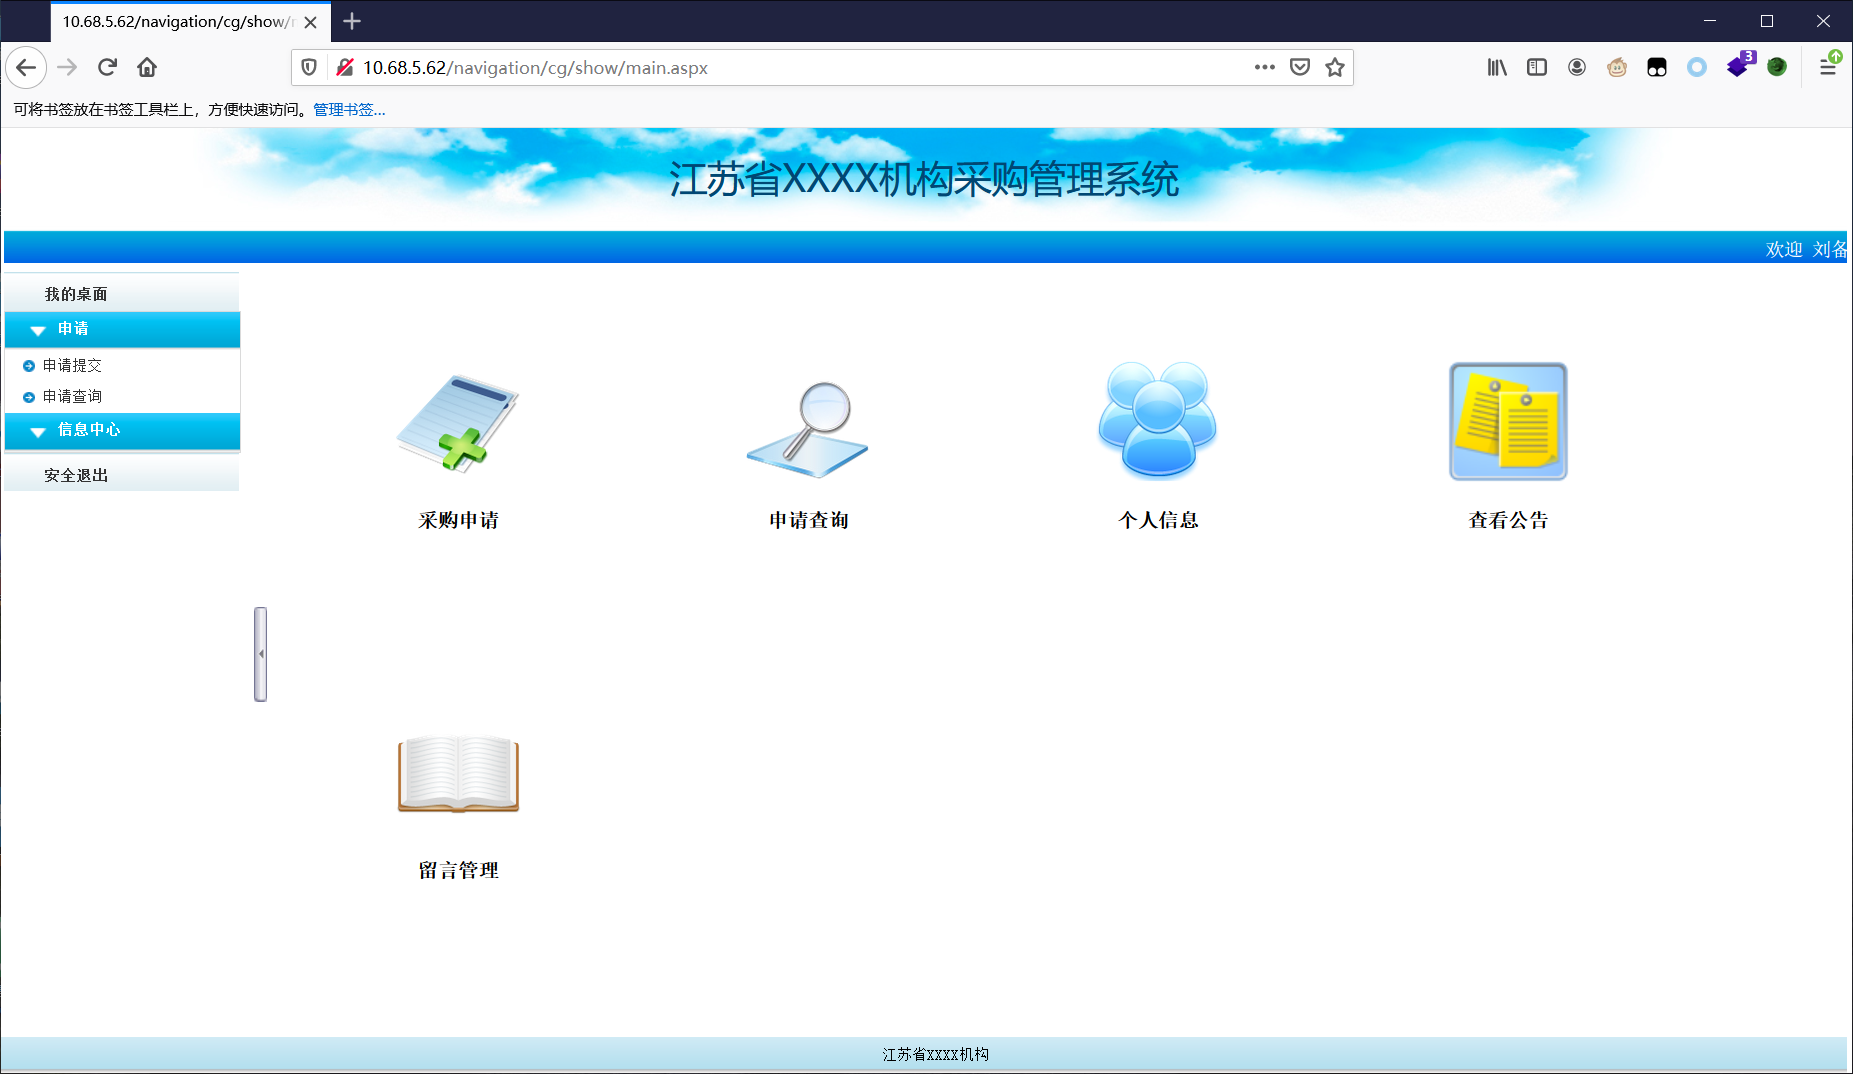 10.68.5.62/navigation/cg/show/
10.68.5.62/navigation/cg/show/main.aspx
3
可将书签放在书签工具栏上，方便快速访问。管理书签...
江苏省XXXX机构采购管理系统
欢迎 刘备
我的桌面
申请
申请提交
申请查询
信息中心
安全退出
采购申请
申请查询
个人信息
查看公告
留言管理
江苏省XXXX机构